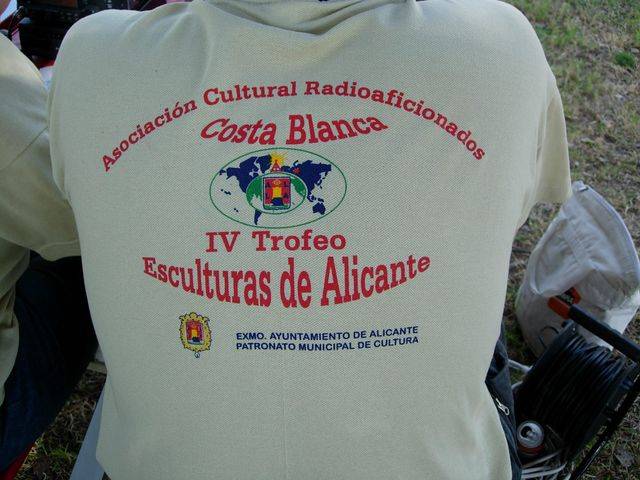 Asociación Cultural Radioaficionados
Costa Blanca
IV Trofeo
Esculturas de Alicante
EXMO. AYUNTAMIENTO DE ALICANTE
PATRONATO MUNICIPAL DE CULTURA